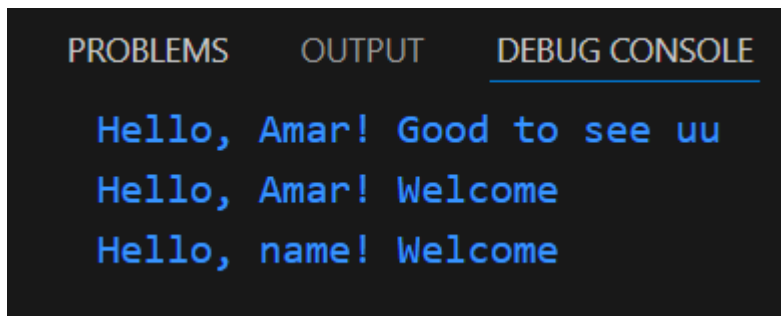 PROBLEMS OUTPUT DEBUG CONSOLE
Hello, Amar! Good to see uu
Hello, Amar! Welcome
Hello, name! Welcome